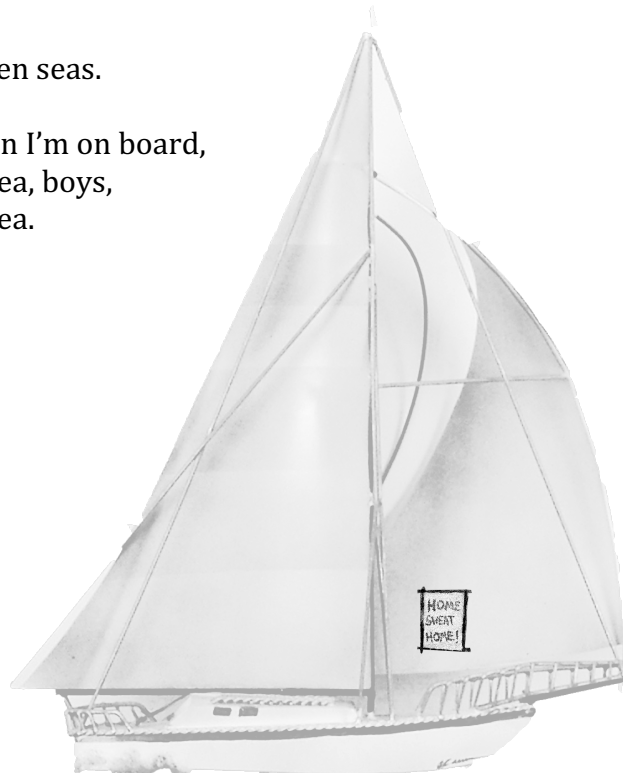 en seas.
n I'm on board,
ea, boys,
ea.
HOME
SWEAT
HOME!